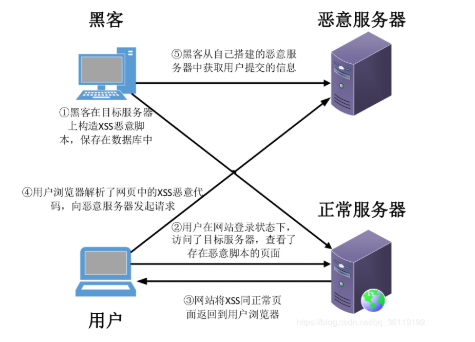 黑客
恶意服务器
⑤黑客从自己搭建的恶意服
务器中获取用户提交的信息
①黑客在目标服务器
上构造XSS恶意脚
本，保存在数据库中
④用户浏览器解析了网页中的XSS恶意代
码，向恶意服务器发起请求
正常服务器
②用户在网站登录状态下，
访问了目标服务器，查看了
存在恶意脚本的页面
③网站将XSS同正常页
面返回到用户浏览器
用户